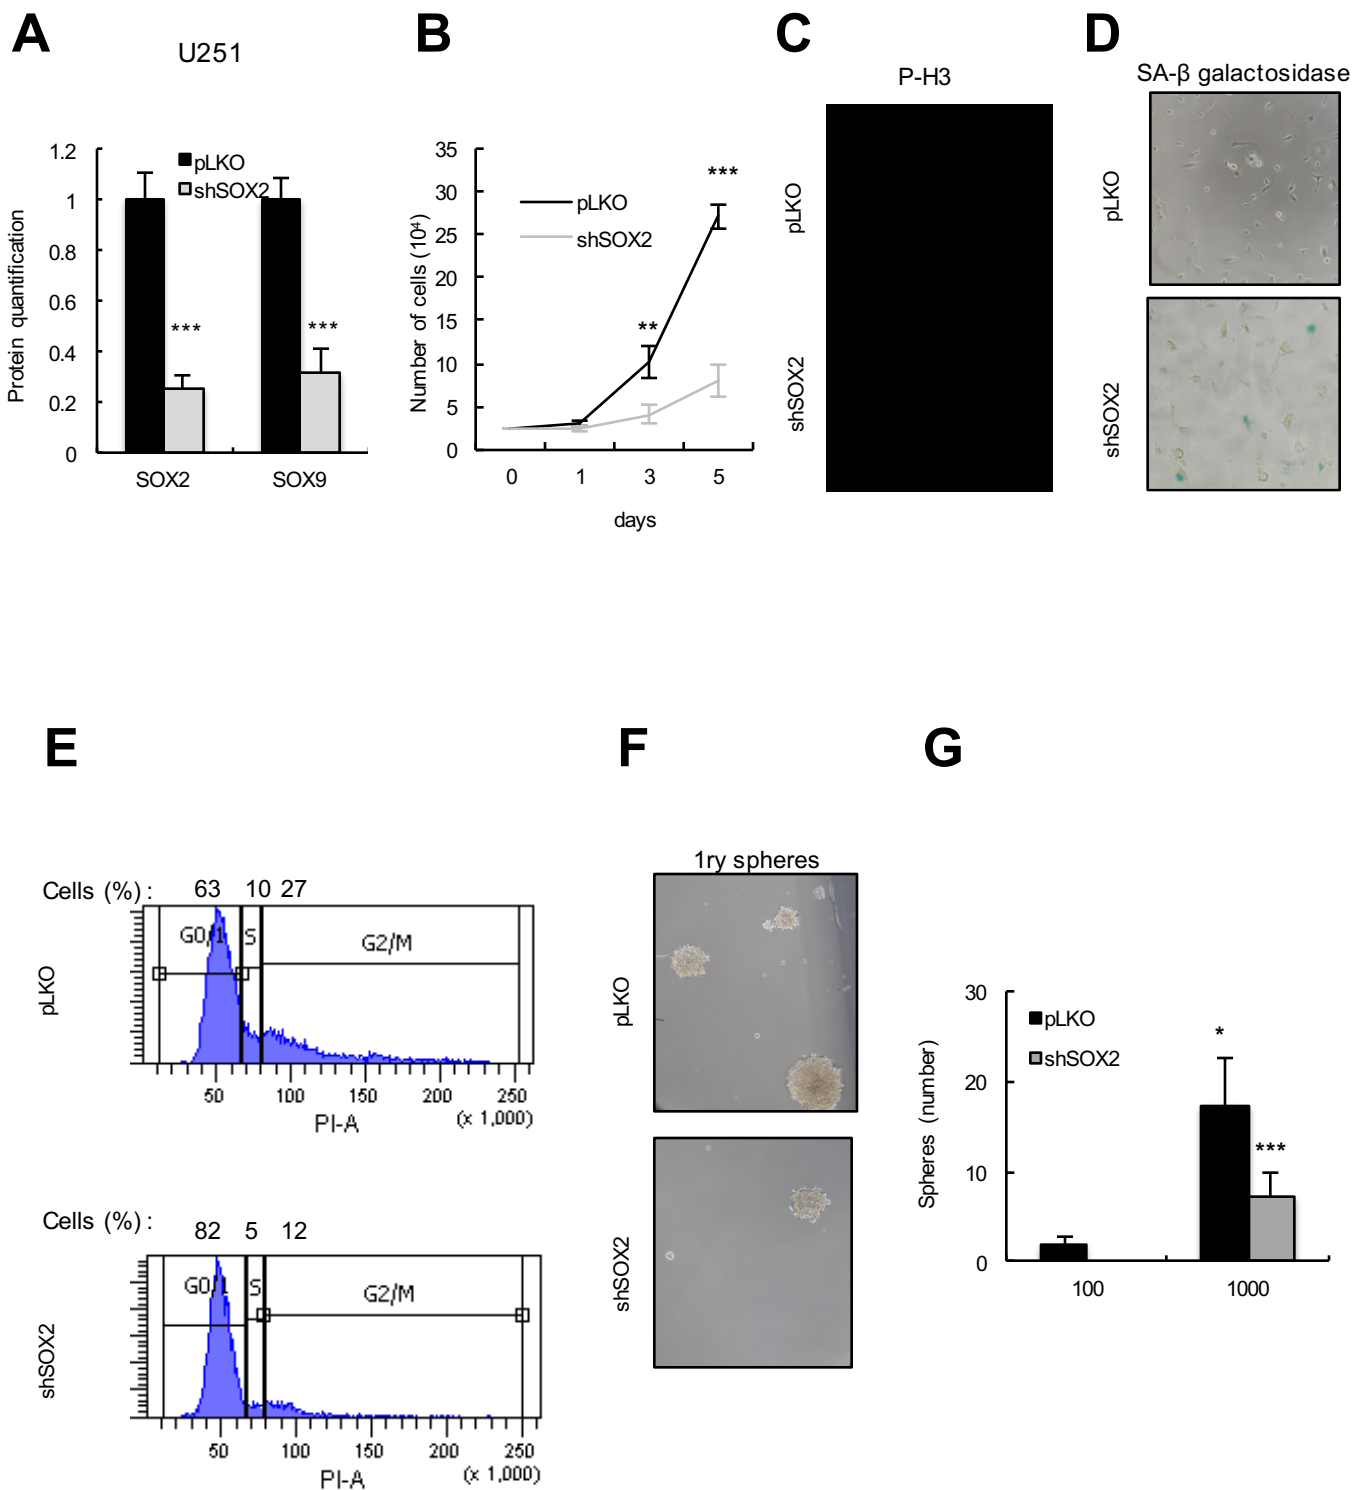 A
U251
1.2
1
0.8
0.6
0.4
0.2
0
Protein quantification
pLKO
shSOX2
***
***
SOX2
SOX9
B
35
30
25
20
15
10
5
0
Number of cells (10⁴)
pLKO
shSOX2
**
***
0 1 3 5
days
C
P-H3
pLKO
shSOX2
D
SA-β galactosidase
pLKO
shSOX2
E
Cells (%) : 63 10 27
pLKO
G0/1 S G2/M
50 100 150 200 250
PI-A (x 1,000)
Cells (%) : 82 5 12
shSOX2
G0/1 S G2/M
50 100 150 200 250
PI-A (x 1,000)
F
1ry spheres
pLKO
shSOX2
G
30
20
10
0
Spheres (number)
pLKO
shSOX2
*
***
100 1000